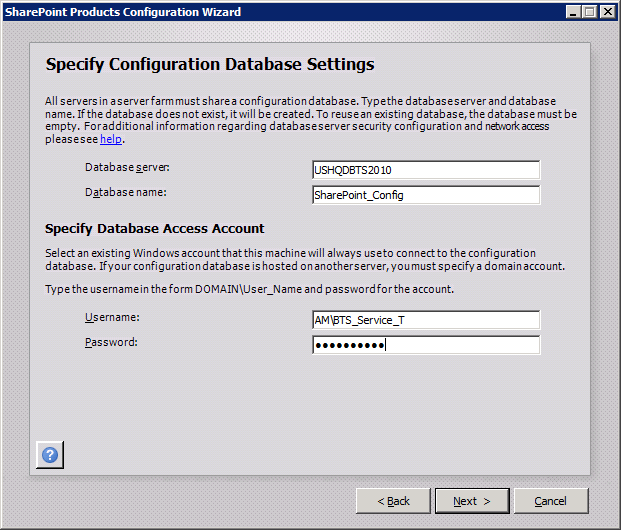 SharePoint Products Configuration Wizard
Specify Configuration Database Settings
All servers in a server farm must share a configuration database. Type the database server and database
name. If the database does not exist, it will be created. To reuse an existing database, the database must be
empty. For additional information regarding database server security configuration and network access
please see help.
Database server:
USHQDBTS2010
Database name:
SharePoint_Config
Specify Database Access Account
Select an existing Windows account that this machine will always use to connect to the configuration
database. If your configuration database is hosted on another server, you must specify a domain account.
Type the username in the form DOMAIN\User_Name and password for the account.
Username:
AM\BTS_Service_T
Password:
●●●●●●●●●●
?
< Back
Next >
Cancel